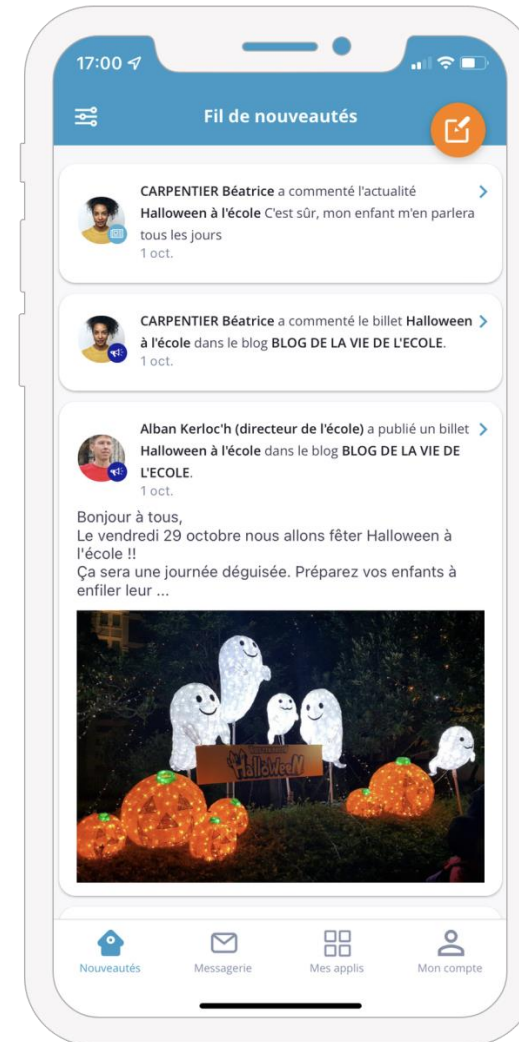 17:00
Fil de nouveautés
CARPENTIER Béatrice a commenté l'actualité
Halloween à l'école C'est sûr, mon enfant m'en parlera
tous les jours
1 oct.
CARPENTIER Béatrice a commenté le billet Halloween
à l'école dans le blog BLOG DE LA VIE DE L'ECOLE.
1 oct.
Alban Kerloc'h (directeur de l'école) a publié un billet
Halloween à l'école dans le blog BLOG DE LA VIE DE
L'ECOLE.
1 oct.
Bonjour à tous,
Le vendredi 29 octobre nous allons fêter Halloween à
l'école !!
Ça sera une journée déguisée. Préparez vos enfants à
enfiler leur ...
HalloweeN
Nouveautés
Messagerie
Mes applis
Mon compte